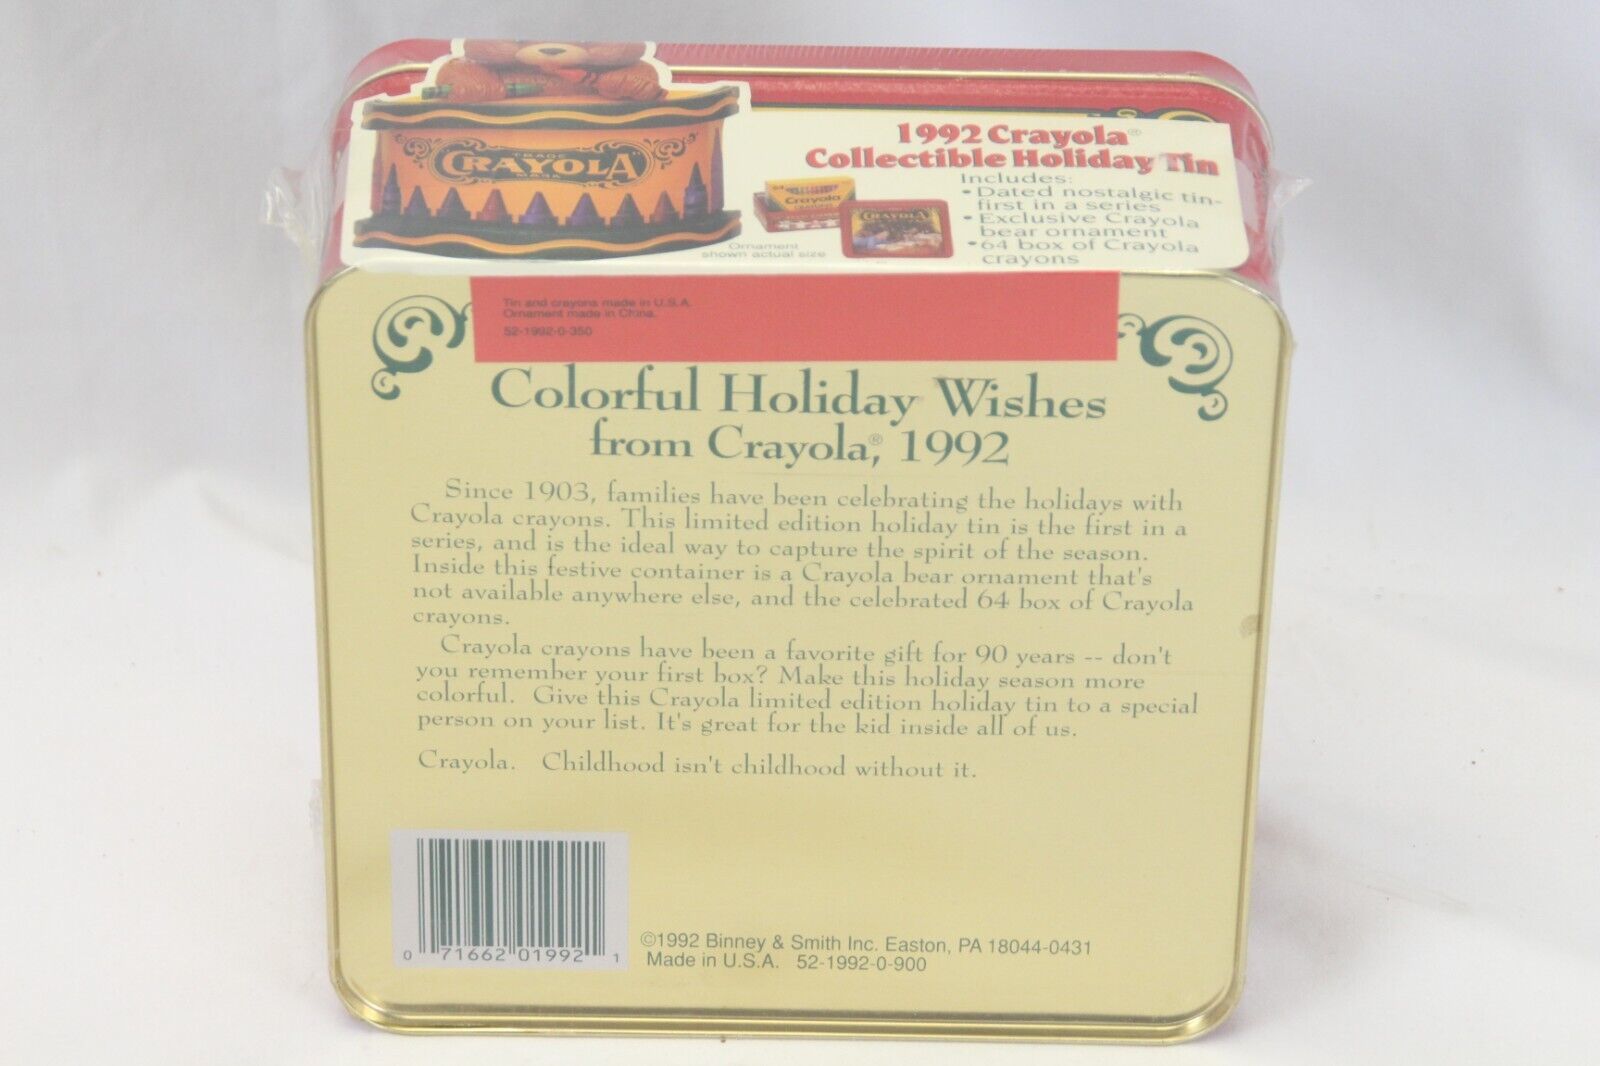 TRADE
"CRAYOLA"
MARK
1992 Crayola®
Collectible Holiday Tin
Includes:
• Dated nostalgic tin-
first in a series
• Exclusive Crayola
bear ornament
• 64 box of Crayola
crayons
64
Crayola
CRAYONS
CRAYOLA
Ornament
shown actual size
Tin and crayons made in U.S.A.
Ornament made in China.
52-1992-0-350
Colorful Holiday Wishes
from Crayola®, 1992
Since 1903, families have been celebrating the holidays with
Crayola crayons. This limited edition holiday tin is the first in a
series, and is the ideal way to capture the spirit of the season.
Inside this festive container is a Crayola bear ornament that's
not available anywhere else, and the celebrated 64 box of Crayola
crayons.
Crayola crayons have been a favorite gift for 90 years -- don't
you remember your first box? Make this holiday season more
colorful. Give this Crayola limited edition holiday tin to a special
person on your list. It's great for the kid inside all of us.
Crayola. Childhood isn't childhood without it.
0 71662 01992 1
©1992 Binney & Smith Inc. Easton, PA 18044-0431
Made in U.S.A. 52-1992-0-900